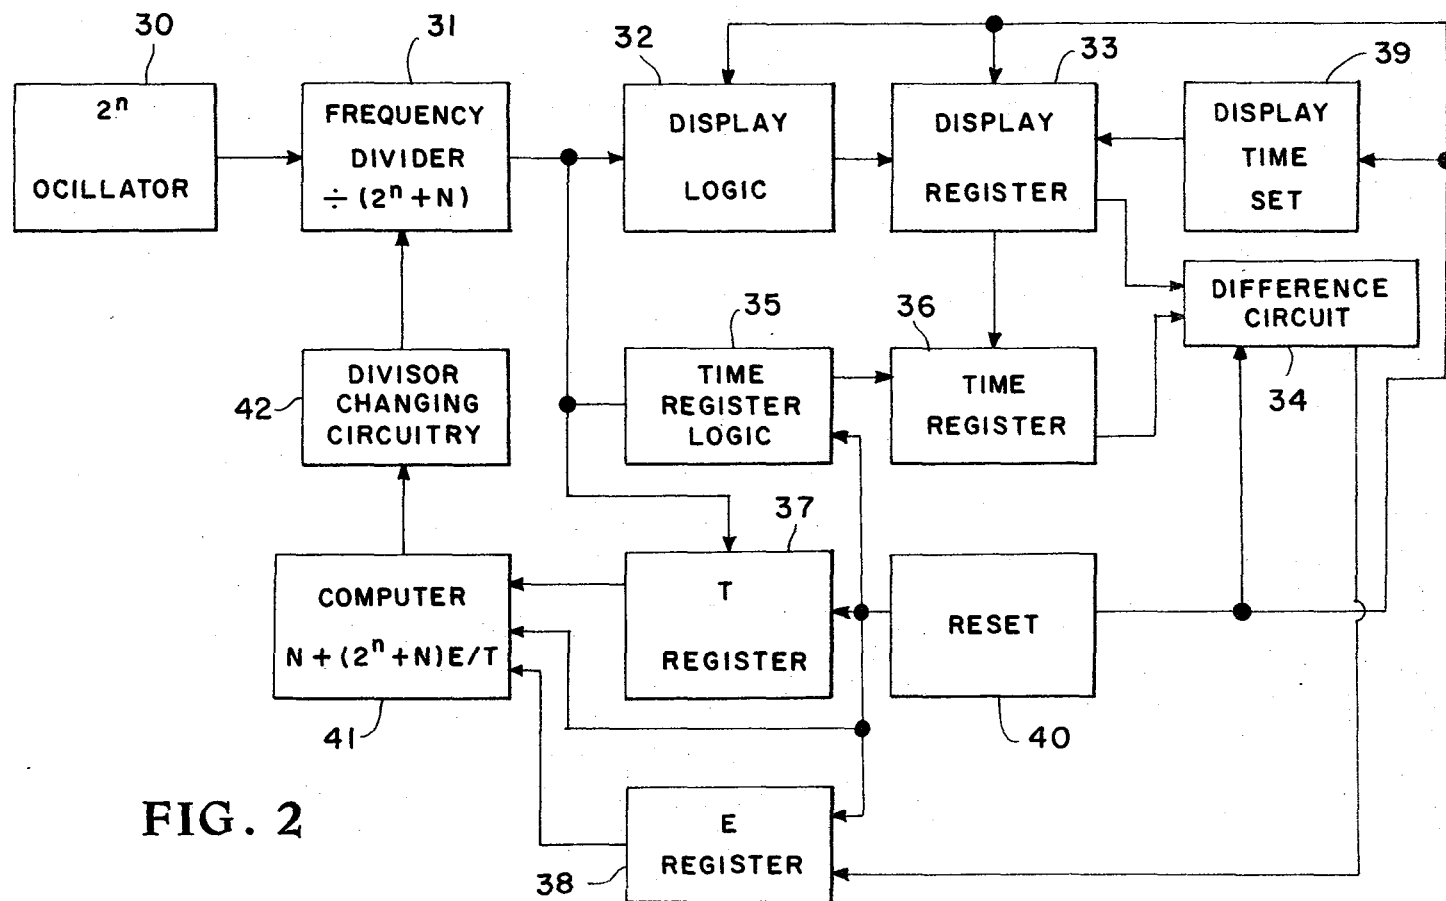 30
31
32
33
39
2ⁿ
OCILLATOR
FREQUENCY
DIVIDER
÷ (2ⁿ+N)
DISPLAY
LOGIC
DISPLAY
REGISTER
DISPLAY
TIME
SET
DIFFERENCE
CIRCUIT
34
35
36
42
DIVISOR
CHANGING
CIRCUITRY
TIME
REGISTER
LOGIC
TIME
REGISTER
37
COMPUTER
N + (2ⁿ+N) E/T
41
T
REGISTER
RESET
40
E
REGISTER
38
FIG. 2